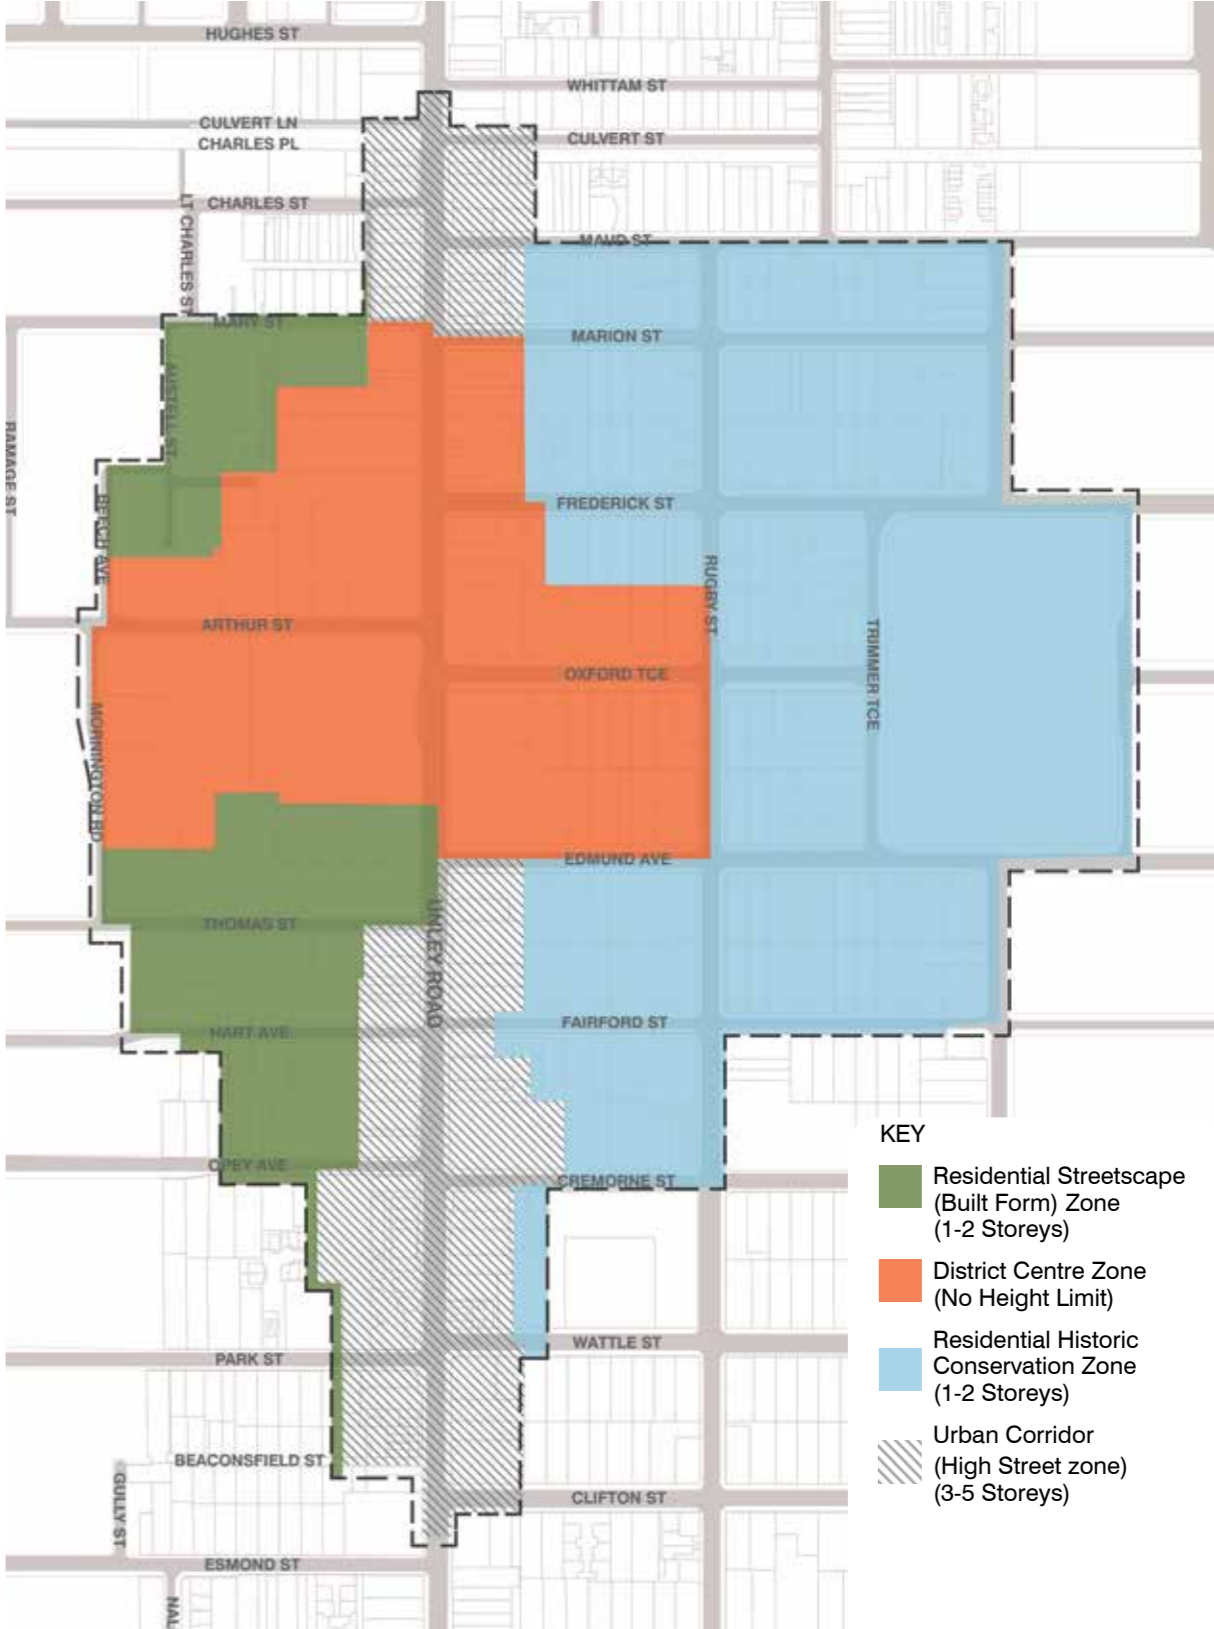 HUGHES ST
WHITTAM ST
CULVERT LN
CHARLES PL
CULVERT ST
LT CHARLES ST
CHARLES ST
MAUD ST
MARY ST
MARION ST
MISTELL ST
RAMAGE ST
BEECH AVE
FREDERICK ST
RUGBY ST
ARTHUR ST
TRIMMER TCE
OXFORD TCE
MORNINGTON RD
EDMUND AVE
UNLEY ROAD
THOMAS ST
HART AVE
FAIRFORD ST
OPEY AVE
CREMORNE ST
WATTLE ST
PARK ST
BEACONSFIELD ST
GULLY ST
CLIFTON ST
ESMOND ST
NAL
KEY
Residential Streetscape
(Built Form) Zone
(1-2 Storeys)
District Centre Zone
(No Height Limit)
Residential Historic
Conservation Zone
(1-2 Storeys)
Urban Corridor
(High Street zone)
(3-5 Storeys)